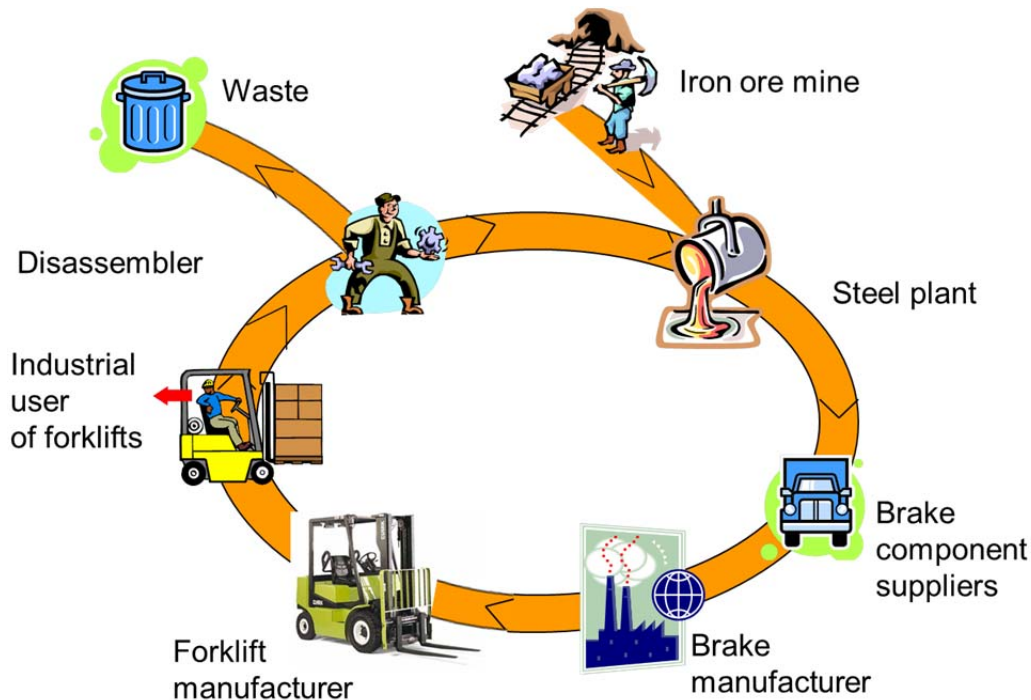 Waste
Iron ore mine
Disassembler
Steel plant
Industrial
user
of forklifts
Brake
component
suppliers
Forklift
manufacturer
Brake
manufacturer